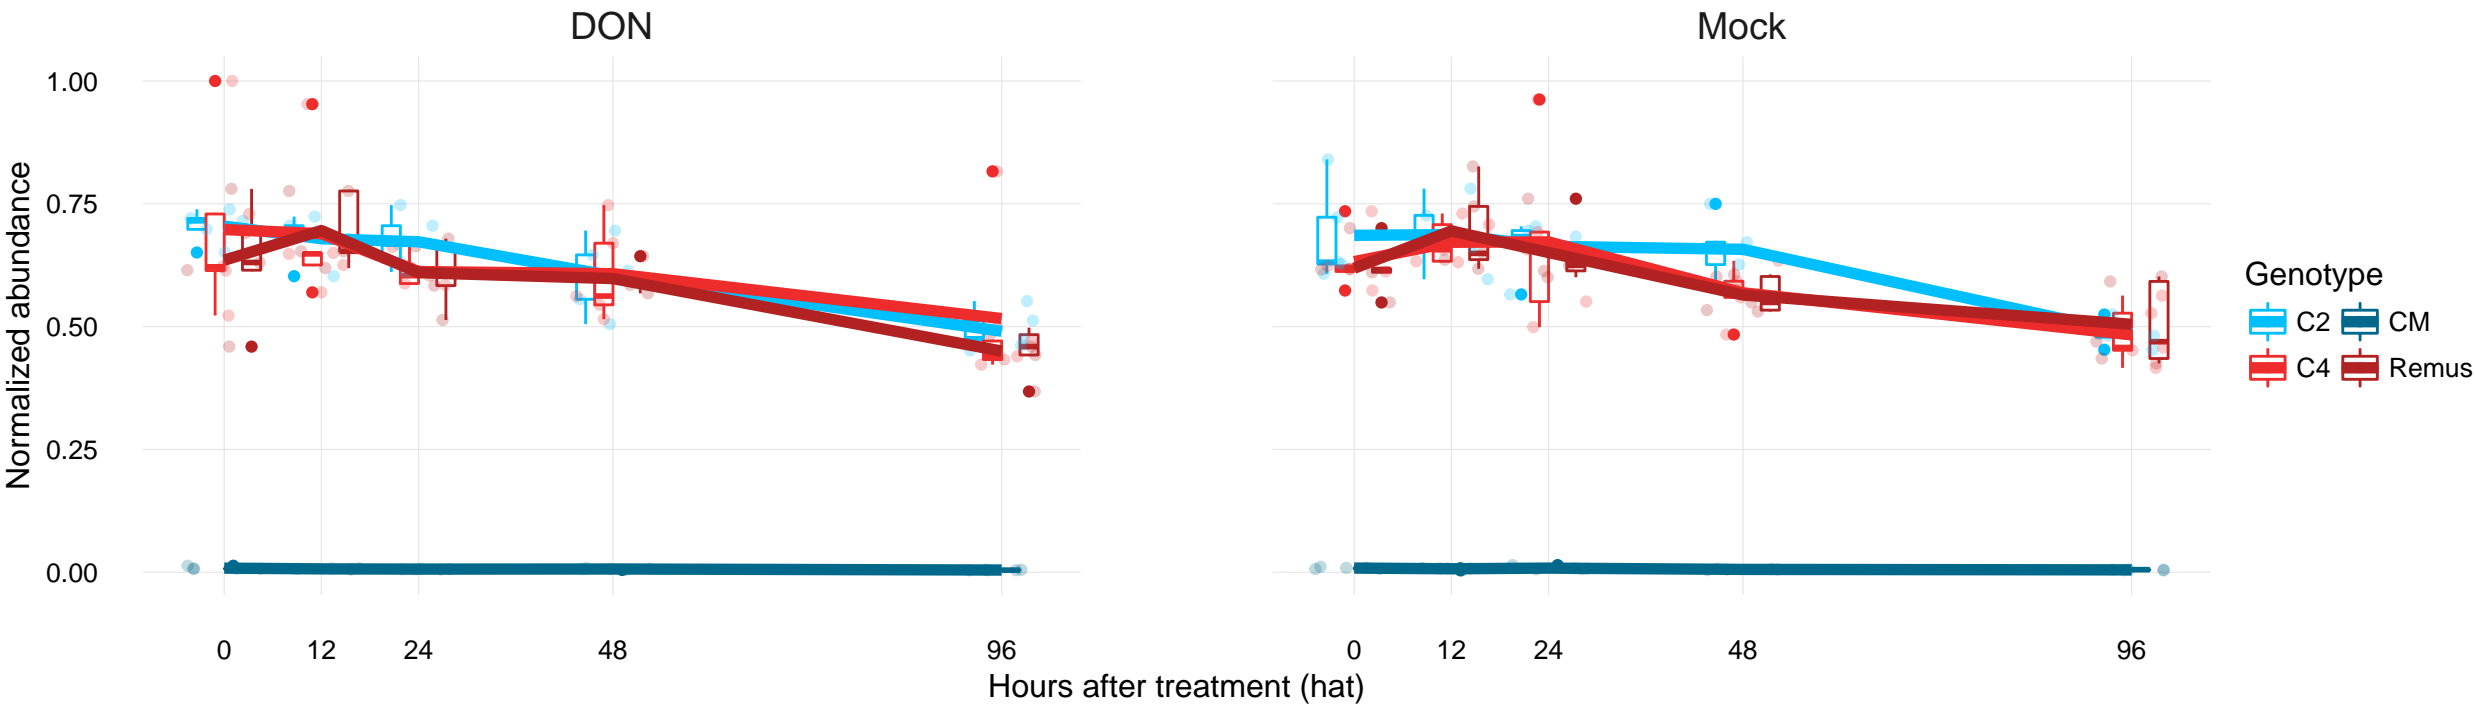 DON
Mock
Normalized abundance
1.00
0.75
0.50
0.25
0.00
0 12 24 48 96
0 12 24 48 96
Hours after treatment (hat)
Genotype
C2 CM
C4 Remus